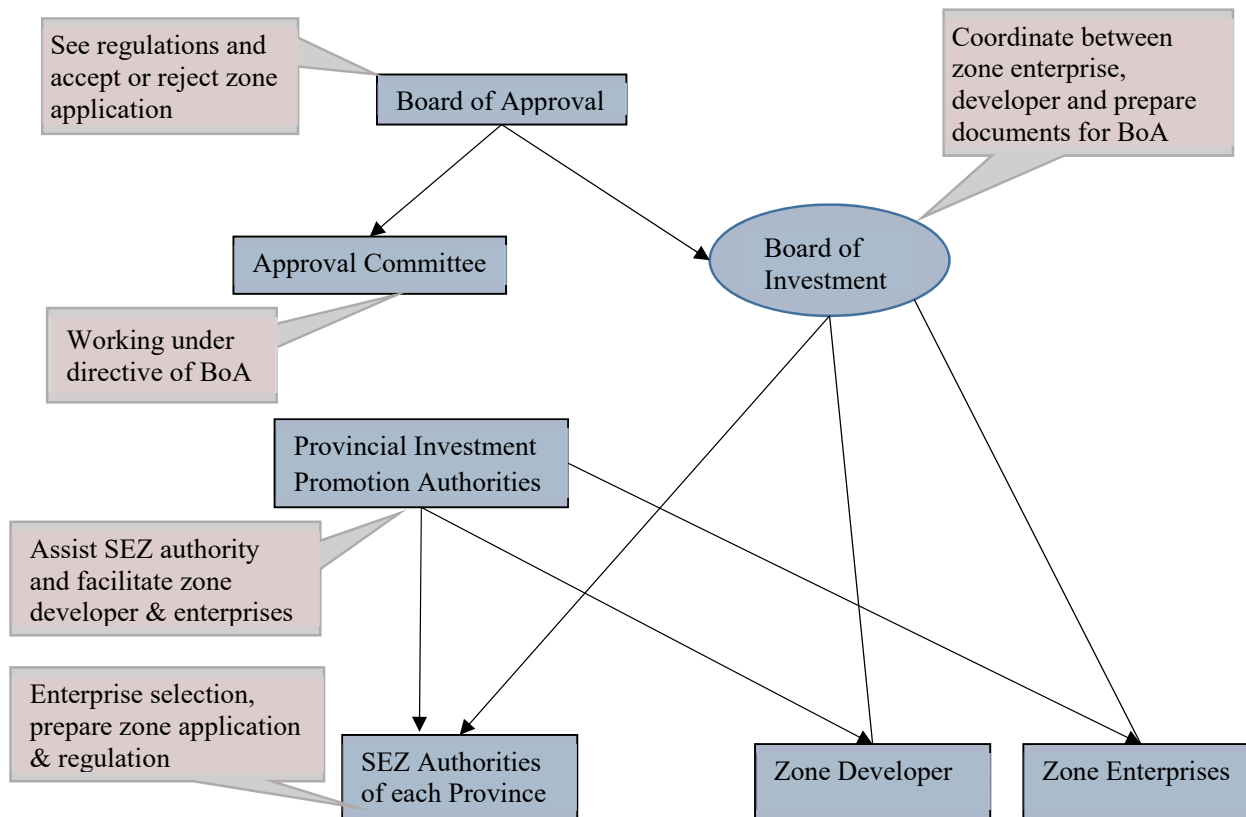 See regulations and
accept or reject zone
application
Board of Approval
Coordinate between
zone enterprise,
developer and prepare
documents for BoA
Approval Committee
Board of
Investment
Working under
directive of BoA
Provincial Investment
Promotion Authorities
Assist SEZ authority
and facilitate zone
developer & enterprises
Enterprise selection,
prepare zone application
& regulation
SEZ Authorities
of each Province
Zone Developer
Zone Enterprises